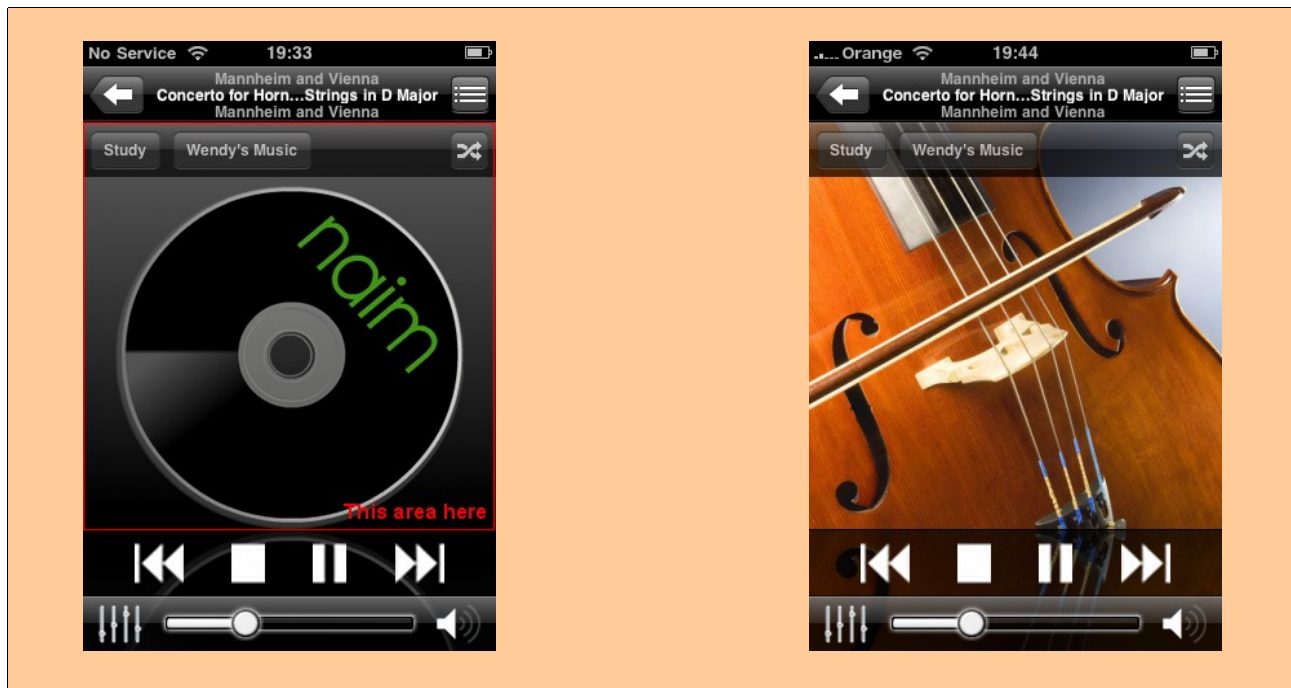 No Service 19:33
Mannheim and Vienna
Concerto for Horn...Strings in D Major
Mannheim and Vienna
Study Wendy's Music
naim
This area here
Orange 19:44
Mannheim and Vienna
Concerto for Horn...Strings in D Major
Mannheim and Vienna
Study Wendy's Music